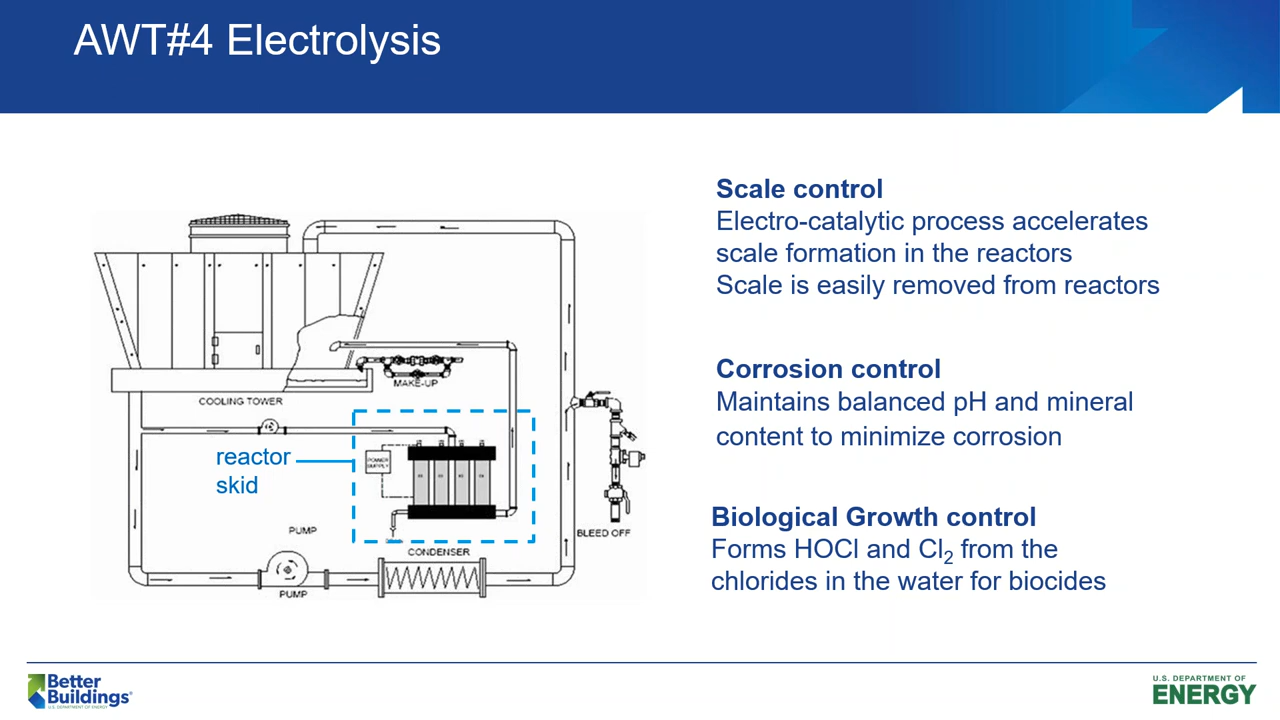 AWT#4 Electrolysis
Scale control
Electro-catalytic process accelerates
scale formation in the reactors
Scale is easily removed from reactors
Corrosion control
Maintains balanced pH and mineral
content to minimize corrosion
Biological Growth control
Forms HOCl and Cl₂ from the
chlorides in the water for biocides
MAKE-UP
COOLING TOWER
reactor
skid
POWER
SUPPLY
PUMP
CONDENSER
BLEED OFF
PUMP
Better
Buildings®
U.S. DEPARTMENT OF ENERGY
U.S. DEPARTMENT OF
ENERGY